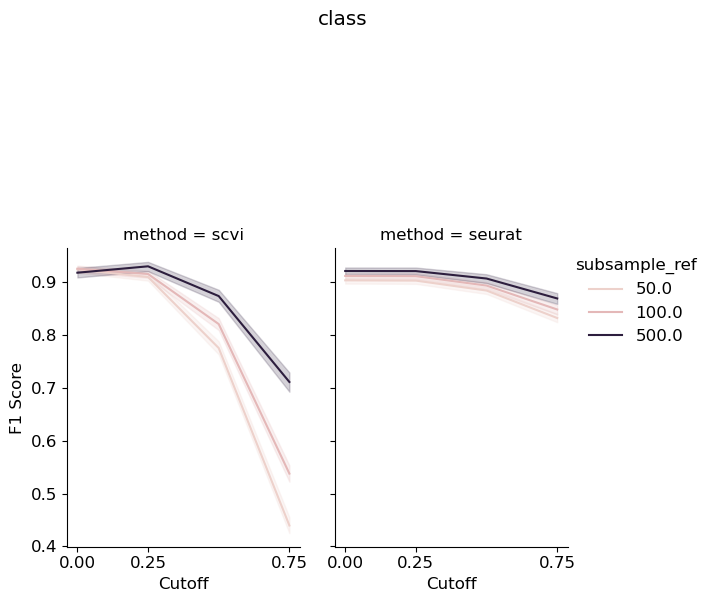 class
method = scvi
method = seurat
subsample_ref
50.0
100.0
500.0
F1 Score
0.9
0.8
0.7
0.6
0.5
0.4
0.00 0.25 0.75
0.00 0.25 0.75
Cutoff
Cutoff